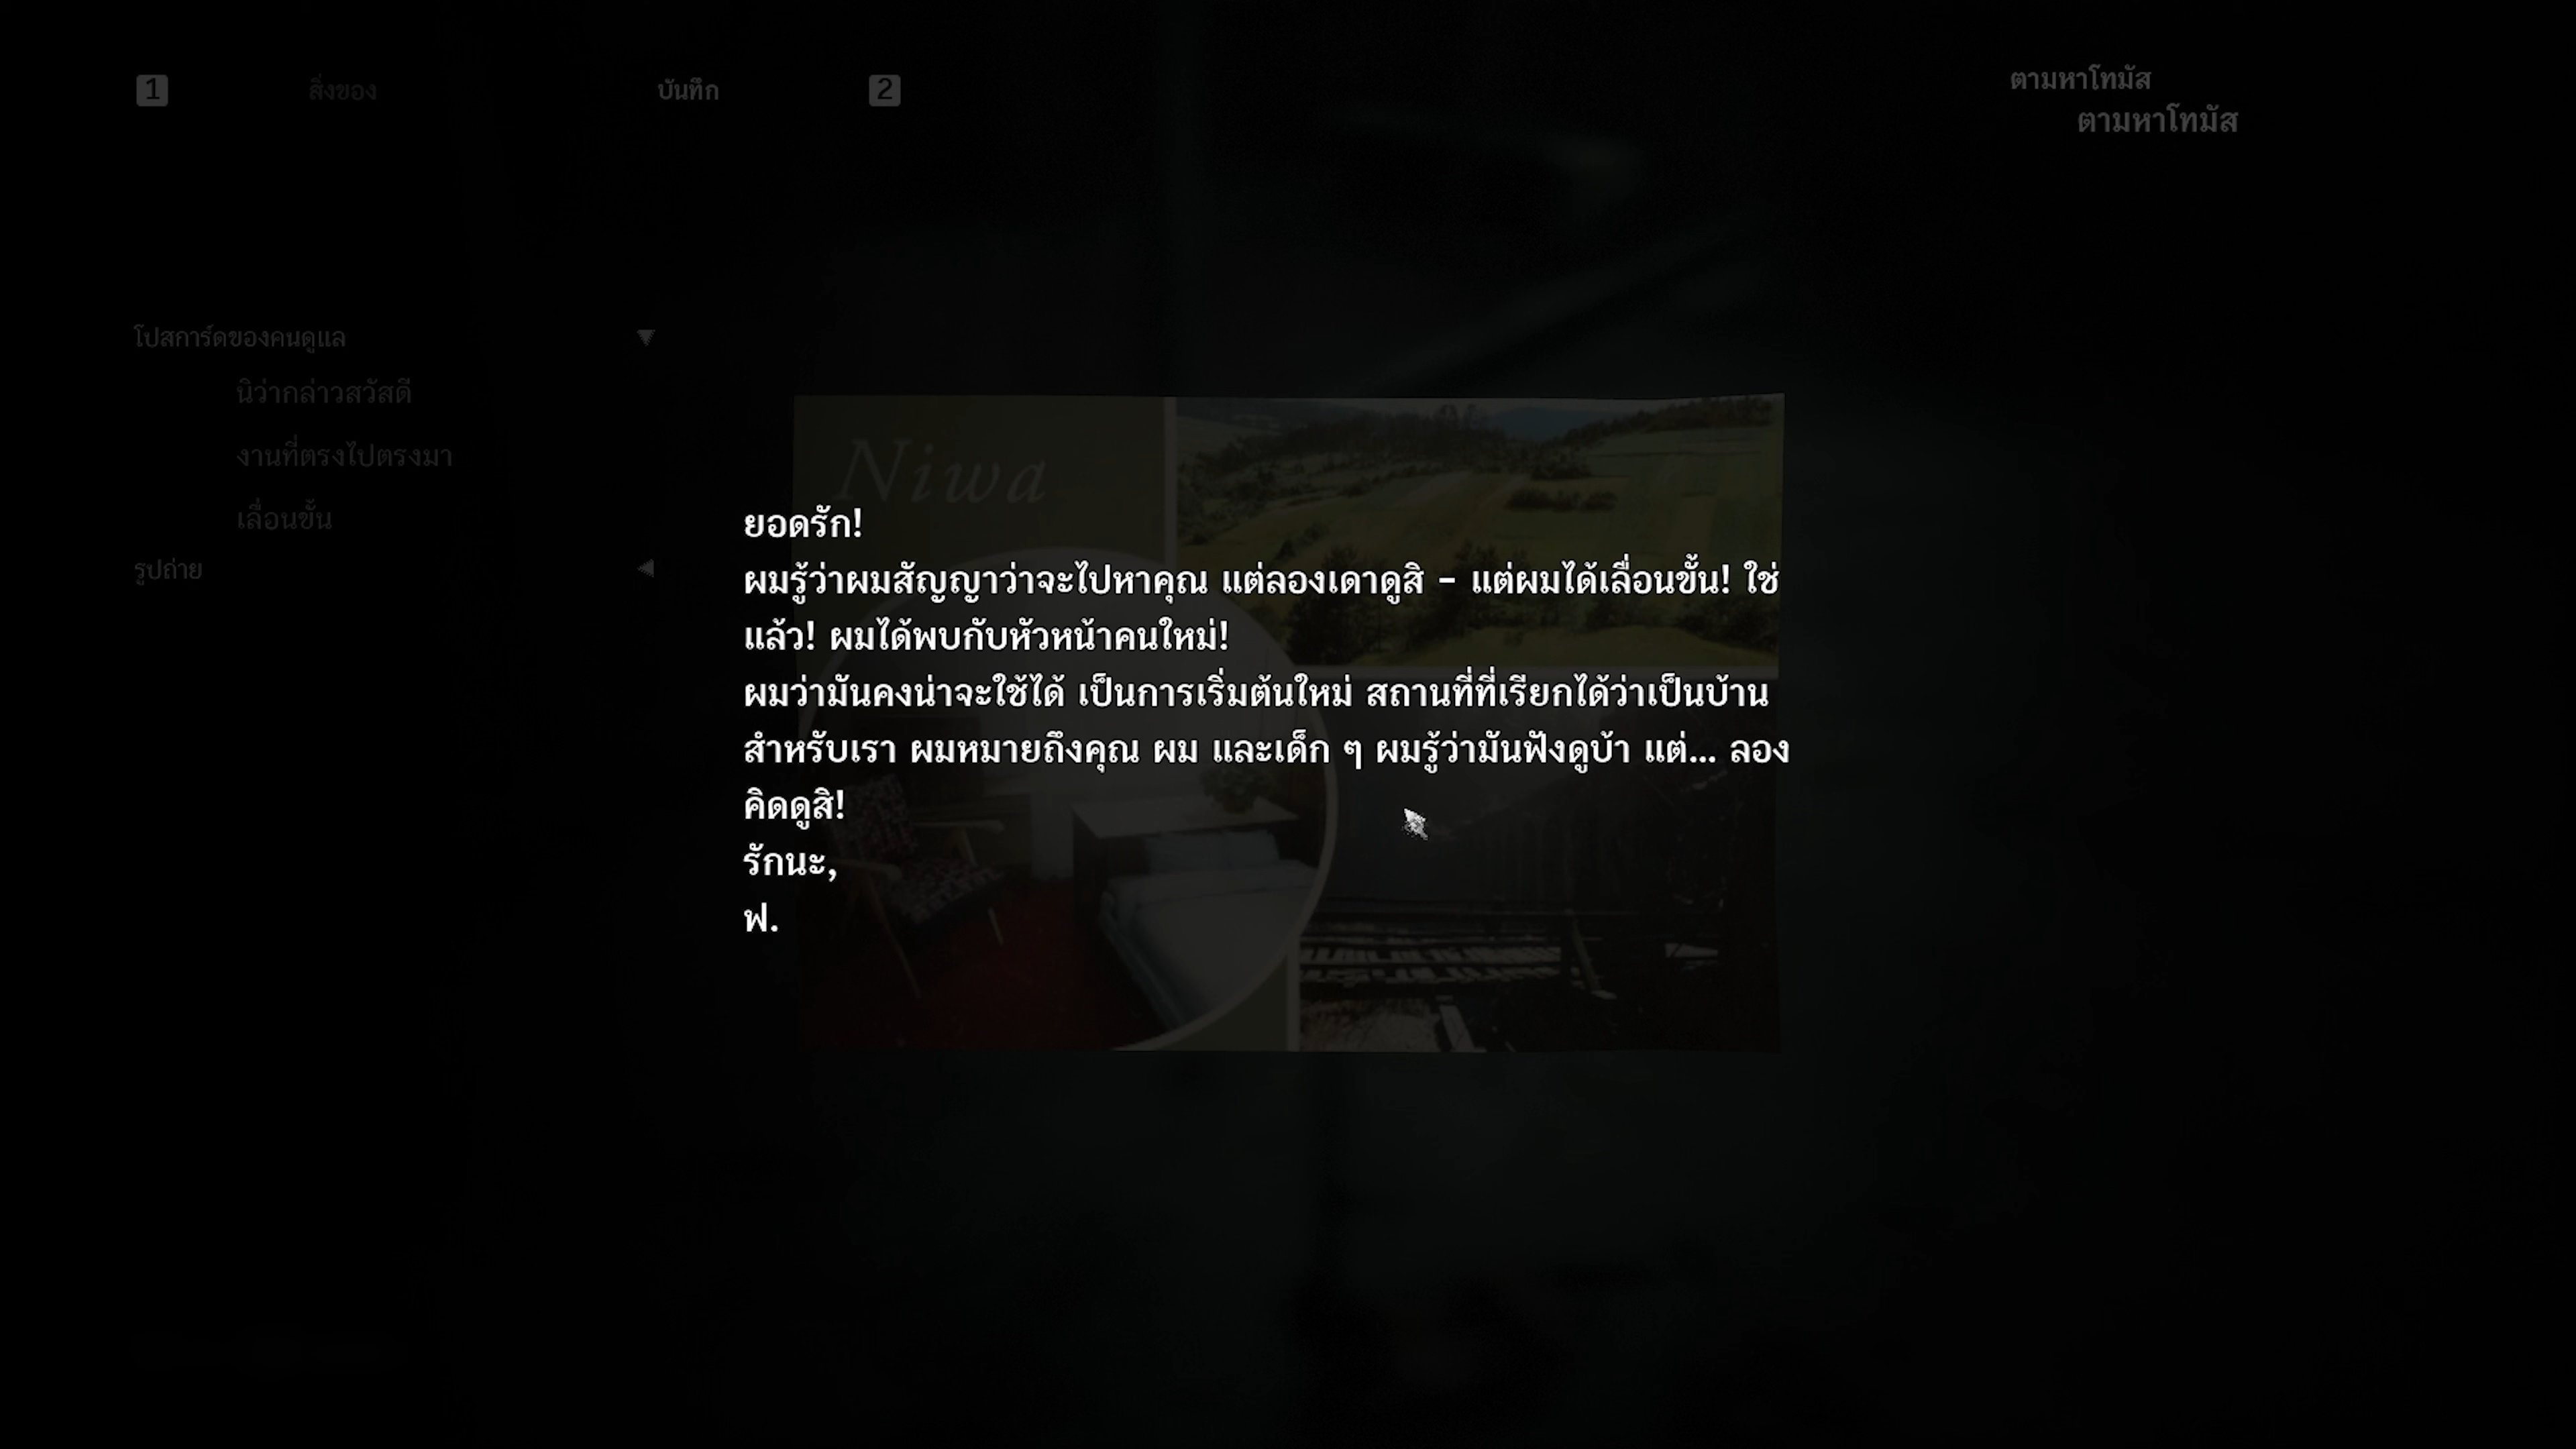 1 สิ่งของ บันทึก 2
ตามหาโทมัส
ตามหาโทมัส
โปสการ์ดของคนดูแล
นิว่ากล่าวสวัสดี
งานที่ตรงไปตรงมา
เลื่อนขั้น
รูปถ่าย
Niwa
ยอดรัก!
ผมรู้ว่าผมสัญญาว่าจะไปหาคุณ แต่ลองเดาดูสิ - แต่ผมได้เลื่อนขั้น! ใช่
แล้ว! ผมได้พบกับหัวหน้าคนใหม่!
ผมว่ามันคงน่าจะใช้ได้ เป็นการเริ่มต้นใหม่ สถานที่ที่เรียกได้ว่าเป็นบ้าน
สำหรับเรา ผมหมายถึงคุณ ผม และเด็ก ๆ ผมรู้ว่ามันฟังดูบ้า แต่... ลอง
คิดดูสิ!
รักนะ,
ฟ.